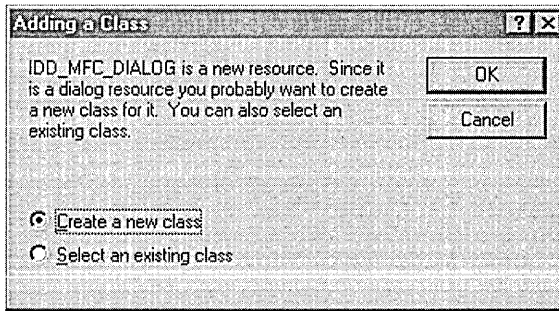 Adding a Class
? ×
IDD_MFC_DIALOG is a new resource. Since it
is a dialog resource you probably want to create
a new class for it. You can also select an
existing class.
OK
Cancel
Create a new class
Select an existing class